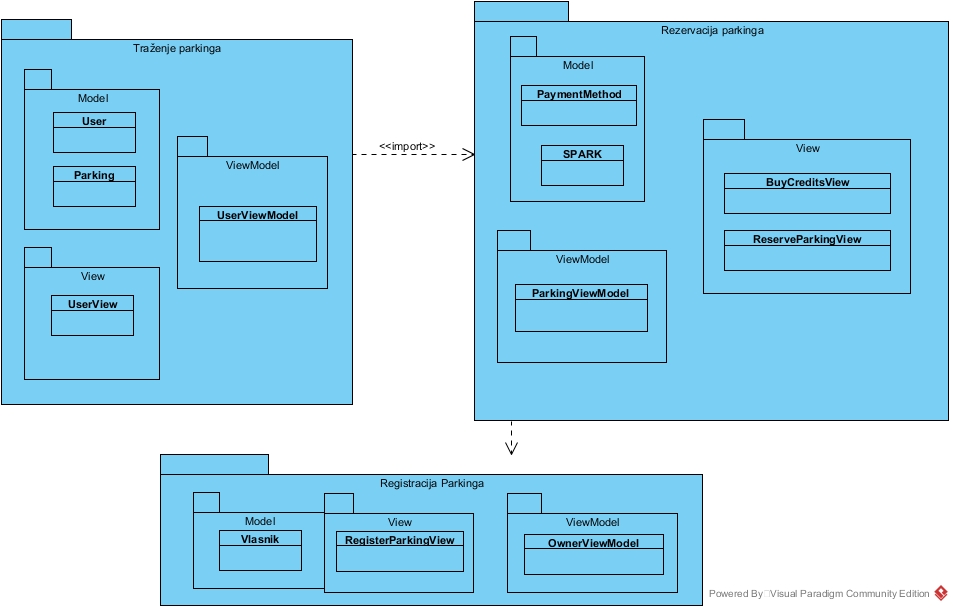 Traženje parkinga
Model
User
Parking
ViewModel
UserViewModel
View
UserView
<<import>>
Rezervacija parkinga
Model
PaymentMethod
SPARK
View
BuyCreditsView
ReserveParkingView
ViewModel
ParkingViewModel
Registracija Parkinga
Model
Vlasnik
View
RegisterParkingView
ViewModel
OwnerViewModel
Powered By Visual Paradigm Community Edition